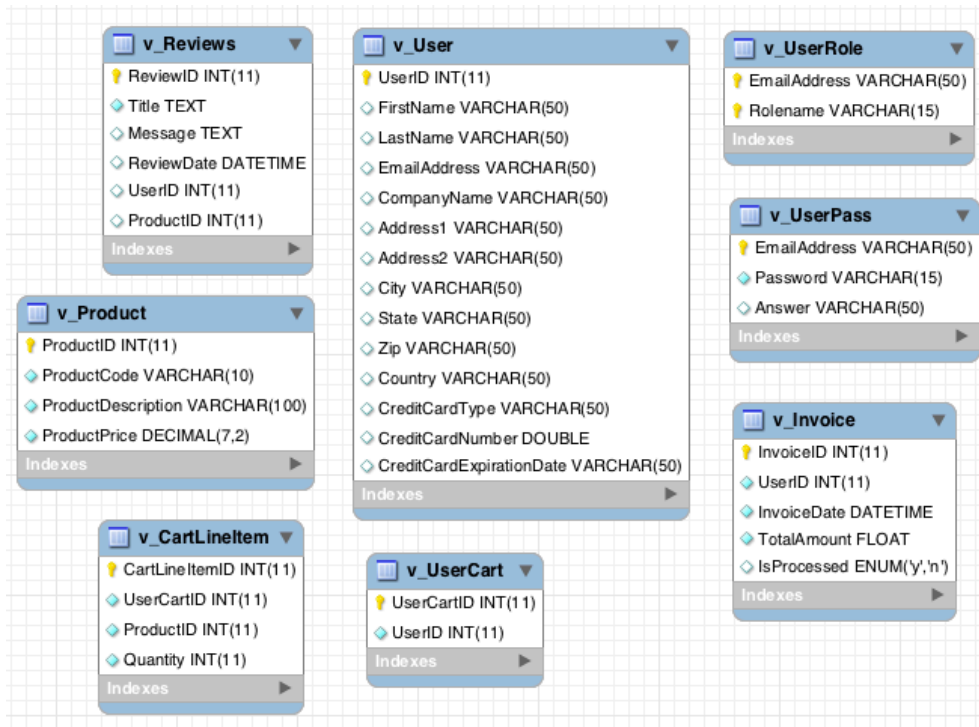 v_Reviews
ReviewID INT(11)
Title TEXT
Message TEXT
ReviewDate DATETIME
UserID INT(11)
ProductID INT(11)
Indexes
v_User
UserID INT(11)
FirstName VARCHAR(50)
LastName VARCHAR(50)
EmailAddress VARCHAR(50)
CompanyName VARCHAR(50)
Address1 VARCHAR(50)
Address2 VARCHAR(50)
City VARCHAR(50)
State VARCHAR(50)
Zip VARCHAR(50)
Country VARCHAR(50)
CreditCardType VARCHAR(50)
CreditCardNumber DOUBLE
CreditCardExpirationDate VARCHAR(50)
Indexes
v_UserRole
EmailAddress VARCHAR(50)
Rolename VARCHAR(15)
Indexes
v_UserPass
EmailAddress VARCHAR(50)
Password VARCHAR(15)
Answer VARCHAR(50)
Indexes
v_Product
ProductID INT(11)
ProductCode VARCHAR(10)
ProductDescription VARCHAR(100)
ProductPrice DECIMAL(7,2)
Indexes
v_Invoice
InvoiceID INT(11)
UserID INT(11)
InvoiceDate DATETIME
TotalAmount FLOAT
IsProcessed ENUM('y','n')
Indexes
v_CartLineItem
CartLineItemID INT(11)
UserCartID INT(11)
ProductID INT(11)
Quantity INT(11)
Indexes
v_UserCart
UserCartID INT(11)
UserID INT(11)
Indexes